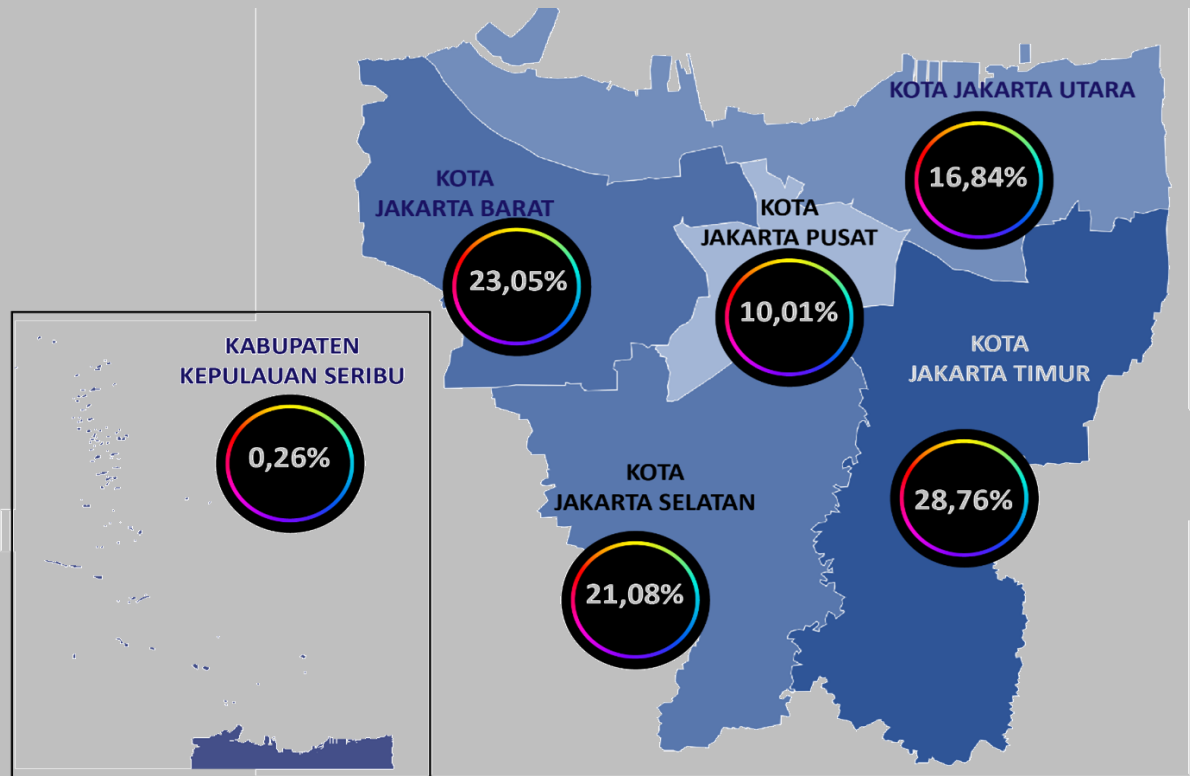 KOTA JAKARTA UTARA
16,84%
KOTA
JAKARTA BARAT
23,05%
KOTA
JAKARTA PUSAT
10,01%
KABUPATEN
KEPULAUAN SERIBU
0,26%
KOTA
JAKARTA TIMUR
28,76%
KOTA
JAKARTA SELATAN
21,08%